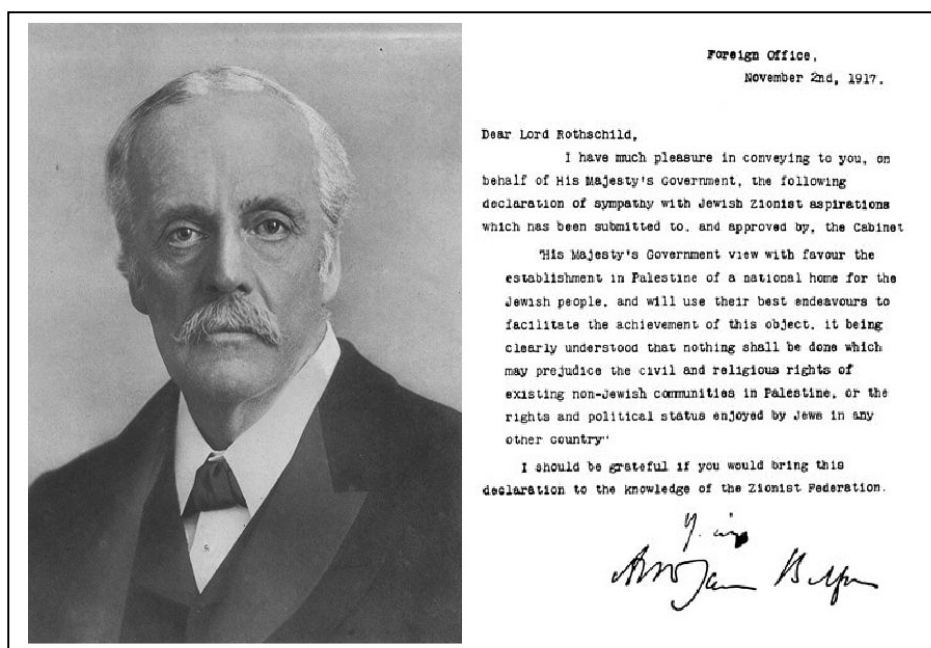 Foreign Office,
November 2nd, 1917.
Dear Lord Rothschild,
I have much pleasure in conveying to you, on
behalf of His Majesty's Government, the following
declaration of sympathy with Jewish Zionist aspirations
which has been submitted to, and approved by, the Cabinet
"His Majesty's Government view with favour the
establishment in Palestine of a national home for the
Jewish people, and will use their best endeavours to
facilitate the achievement of this object, it being
clearly understood that nothing shall be done which
may prejudice the civil and religious rights of
existing non-Jewish communities in Palestine, or the
rights and political status enjoyed by Jews in any
other country"
I should be grateful if you would bring this
declaration to the knowledge of the Zionist Federation.